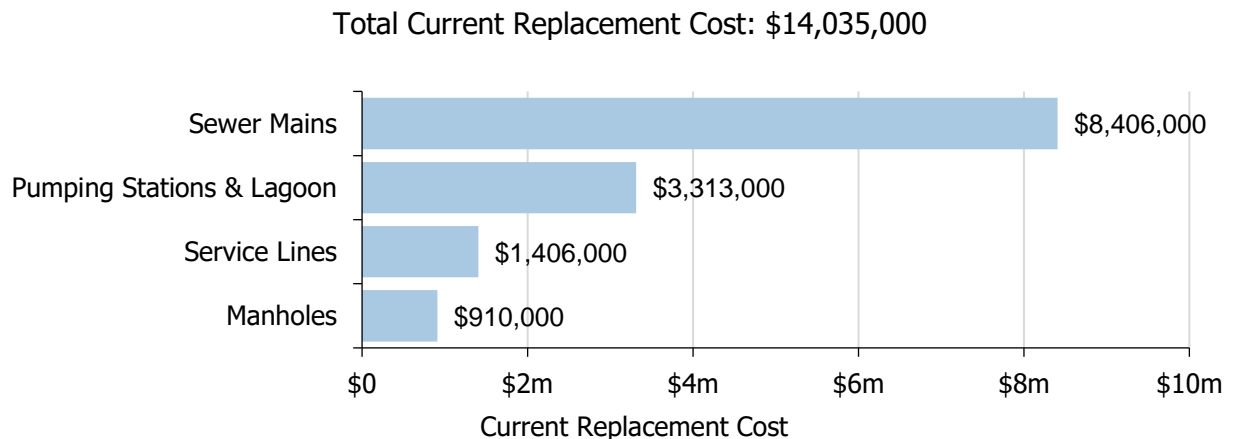 Total Current Replacement Cost: $14,035,000
Sewer Mains
$8,406,000
Pumping Stations & Lagoon
$3,313,000
Service Lines
$1,406,000
Manholes
$910,000
$0 $2m $4m $6m $8m $10m
Current Replacement Cost